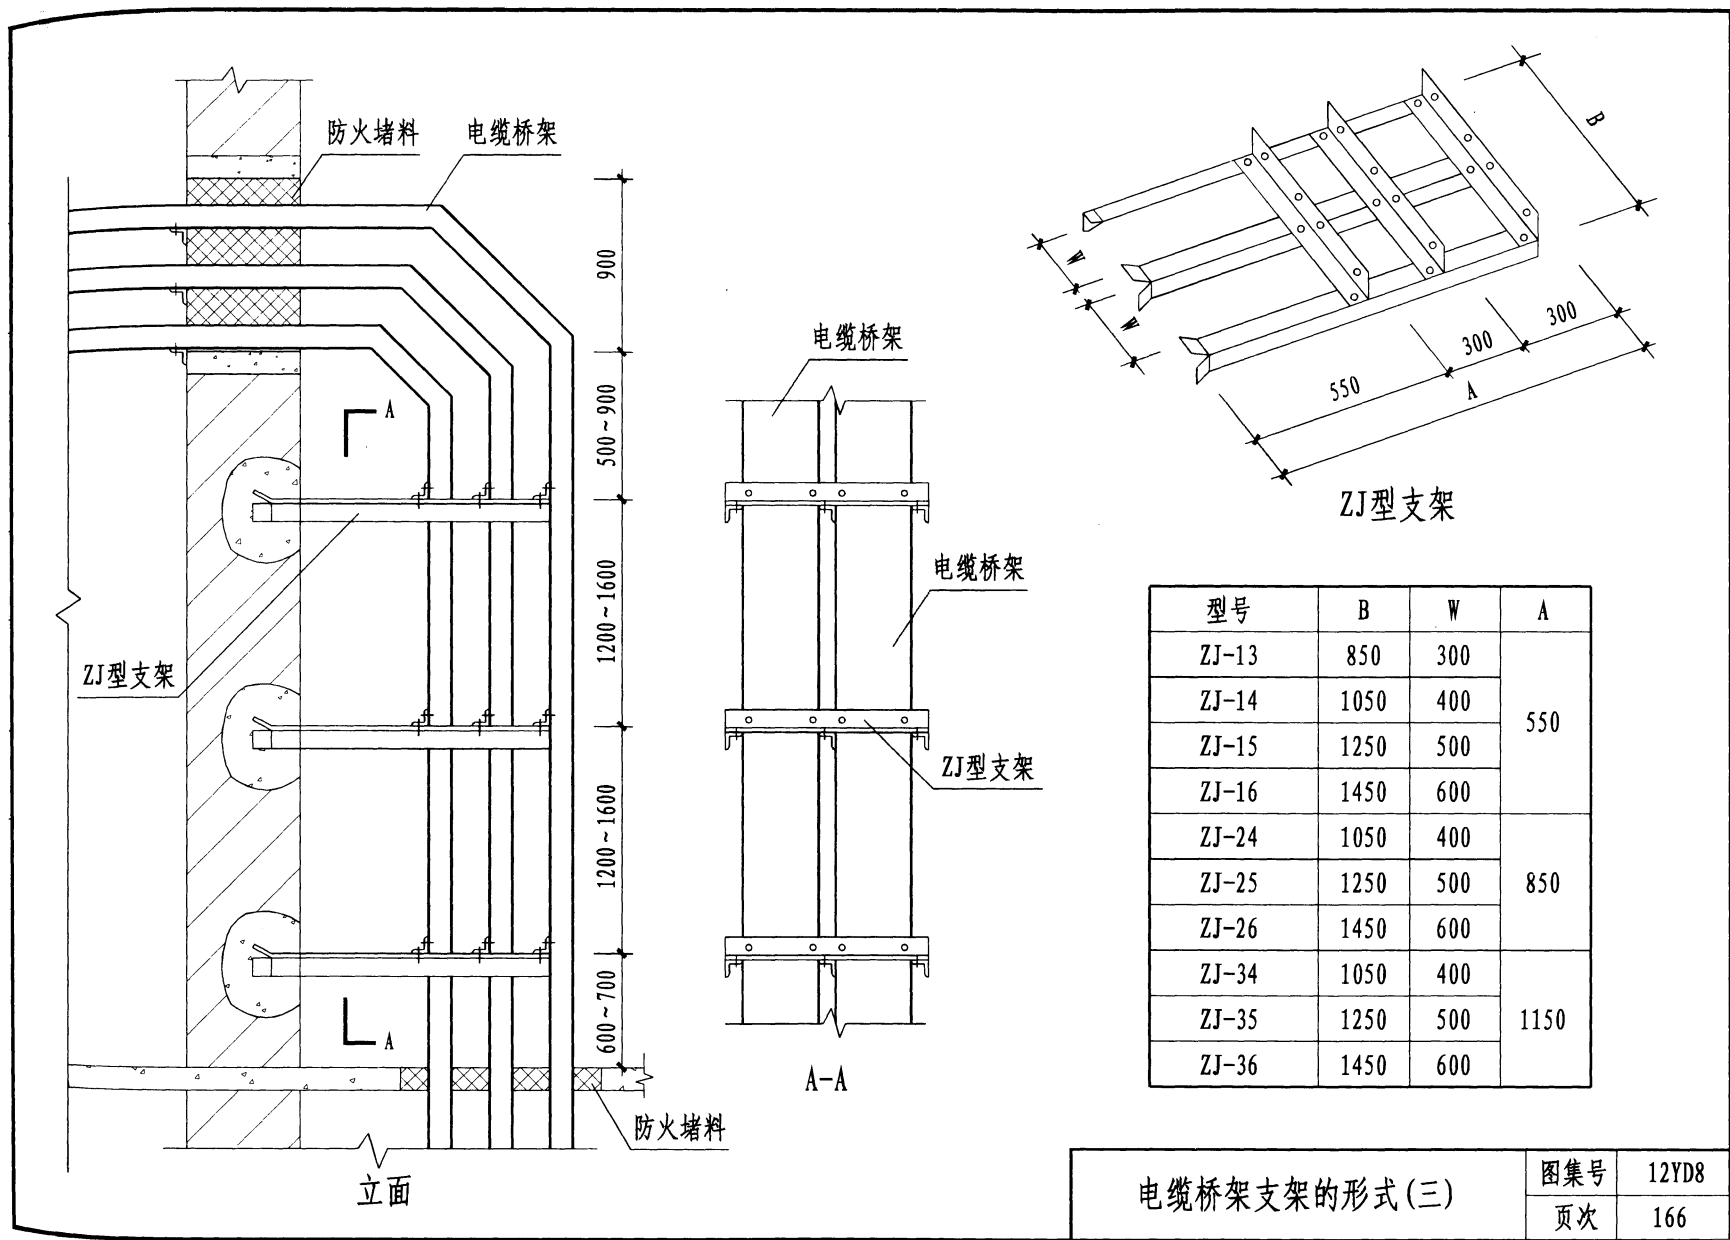 防火堵料
电缆桥架
900
500~900
A
1200~1600
ZJ型支架
1200~1600
600~700
A
防火堵料
立面
电缆桥架
电缆桥架
ZJ型支架
A-A
B
W
W
550
300
300
A
ZJ型支架
型号 B W A
ZJ-13 850 300
ZJ-14 1050 400
550
ZJ-15 1250 500
ZJ-16 1450 600
ZJ-24 1050 400
ZJ-25 1250 500 850
ZJ-26 1450 600
ZJ-34 1050 400
ZJ-35 1250 500 1150
ZJ-36 1450 600
电缆桥架支架的形式(三)
图集号 12YD8
页次 166